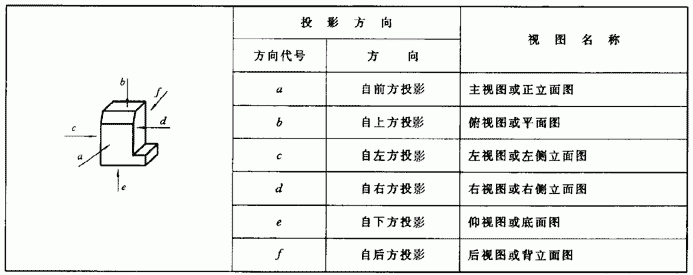 投影方向 视图名称
方向代号 方向
a 自前方投影 主视图或正立面图
b 自上方投影 俯视图或平面图
c 自左方投影 左视图或左侧立面图
d 自右方投影 右视图或右侧立面图
e 自下方投影 仰视图或底面图
f 自后方投影 后视图或背立面图
b
f
c
d
a
e